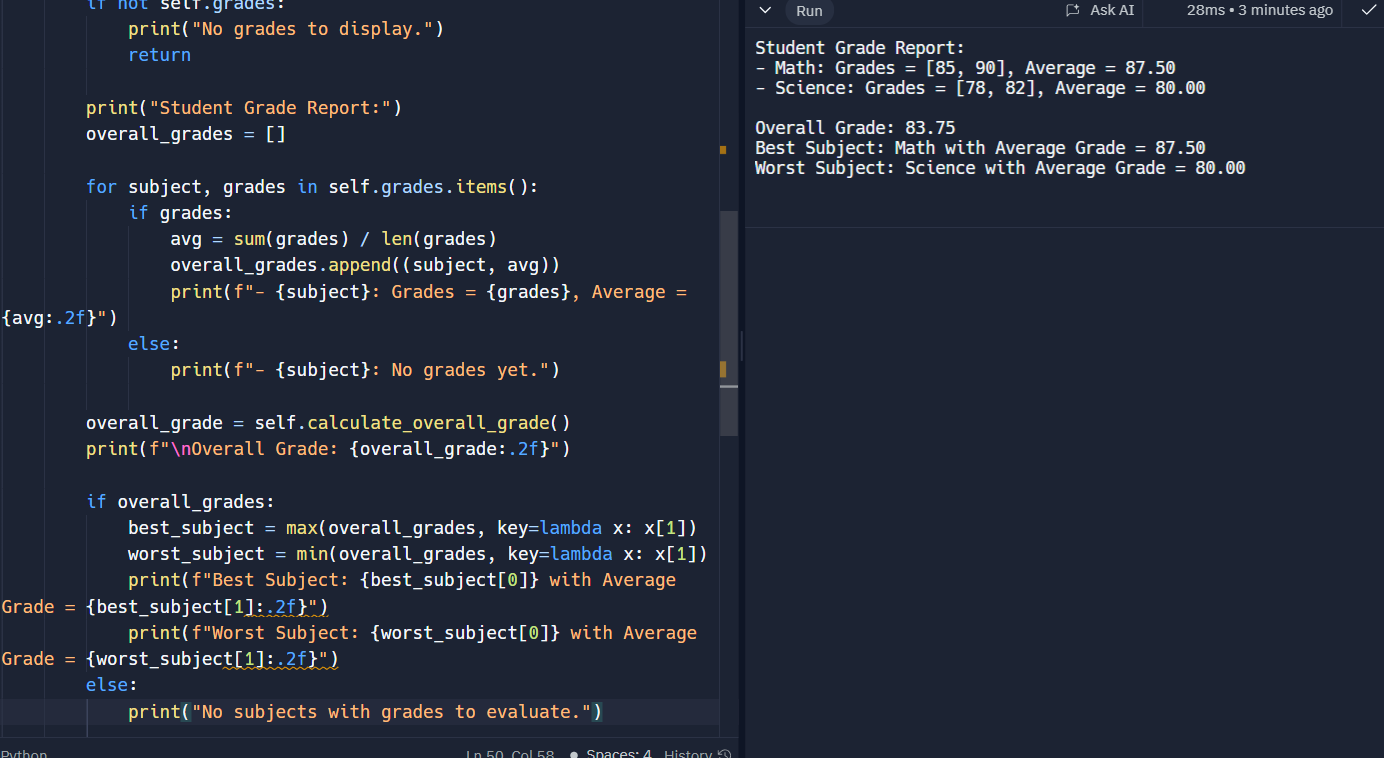 if not self.grades:
print("No grades to display.")
return
print("Student Grade Report:")
overall_grades = []
for subject, grades in self.grades.items():
if grades:
avg = sum(grades) / len(grades)
overall_grades.append((subject, avg))
print(f"- {subject}: Grades = {grades}, Average =
{avg:.2f}")
else:
print(f"- {subject}: No grades yet.")
overall_grade = self.calculate_overall_grade()
print(f"\nOverall Grade: {overall_grade:.2f}")
if overall_grades:
best_subject = max(overall_grades, key=lambda x: x[1])
worst_subject = min(overall_grades, key=lambda x: x[1])
print(f"Best Subject: {best_subject[0]} with Average
Grade = {best_subject[1]:.2f}")
print(f"Worst Subject: {worst_subject[0]} with Average
Grade = {worst_subject[1]:.2f}")
else:
print("No subjects with grades to evaluate.")
Python Ln 50, Col 58 Spaces: 4 History
Run Ask AI 28ms • 3 minutes ago
Student Grade Report:
- Math: Grades = [85, 90], Average = 87.50
- Science: Grades = [78, 82], Average = 80.00
Overall Grade: 83.75
Best Subject: Math with Average Grade = 87.50
Worst Subject: Science with Average Grade = 80.00